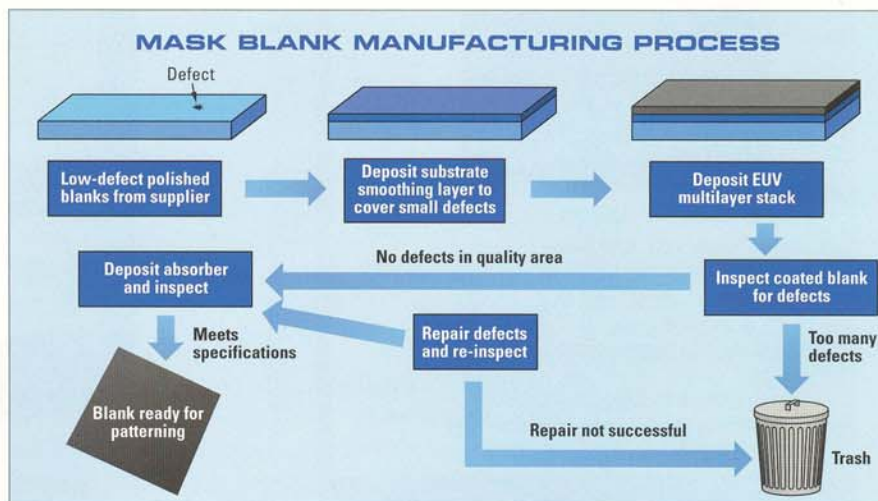 MASK BLANK MANUFACTURING PROCESS
Defect
Low-defect polished
blanks from supplier
Deposit substrate
smoothing layer to
cover small defects
Deposit EUV
multilayer stack
No defects in quality area
Deposit absorber
and inspect
Inspect coated blank
for defects
Repair defects
and re-inspect
Meets
specifications
Too many
defects
Blank ready for
patterning
Repair not successful
Trash